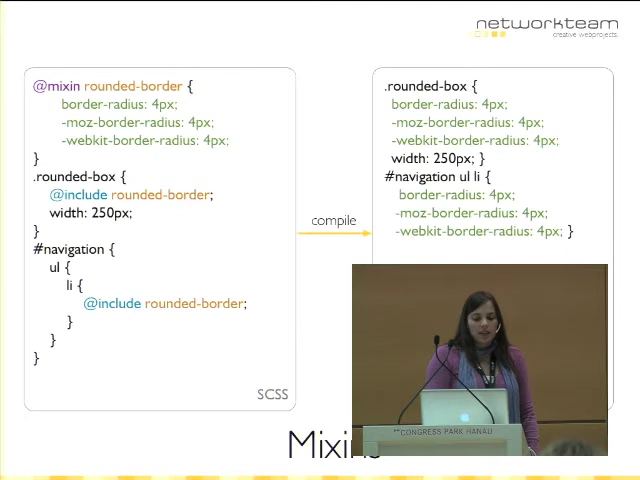 networkteam
creative webprojects.
@mixin rounded-border {
border-radius: 4px;
-moz-border-radius: 4px;
-webkit-border-radius: 4px;
}
.rounded-box {
@include rounded-border;
width: 250px;
}
#navigation {
ul {
li {
@include rounded-border;
}
}
}
SCSS
compile
.rounded-box {
border-radius: 4px;
-moz-border-radius: 4px;
-webkit-border-radius: 4px;
width: 250px; }
#navigation ul li {
border-radius: 4px;
-moz-border-radius: 4px;
-webkit-border-radius: 4px; }
CONGRESS PARK HANAU
Mixins